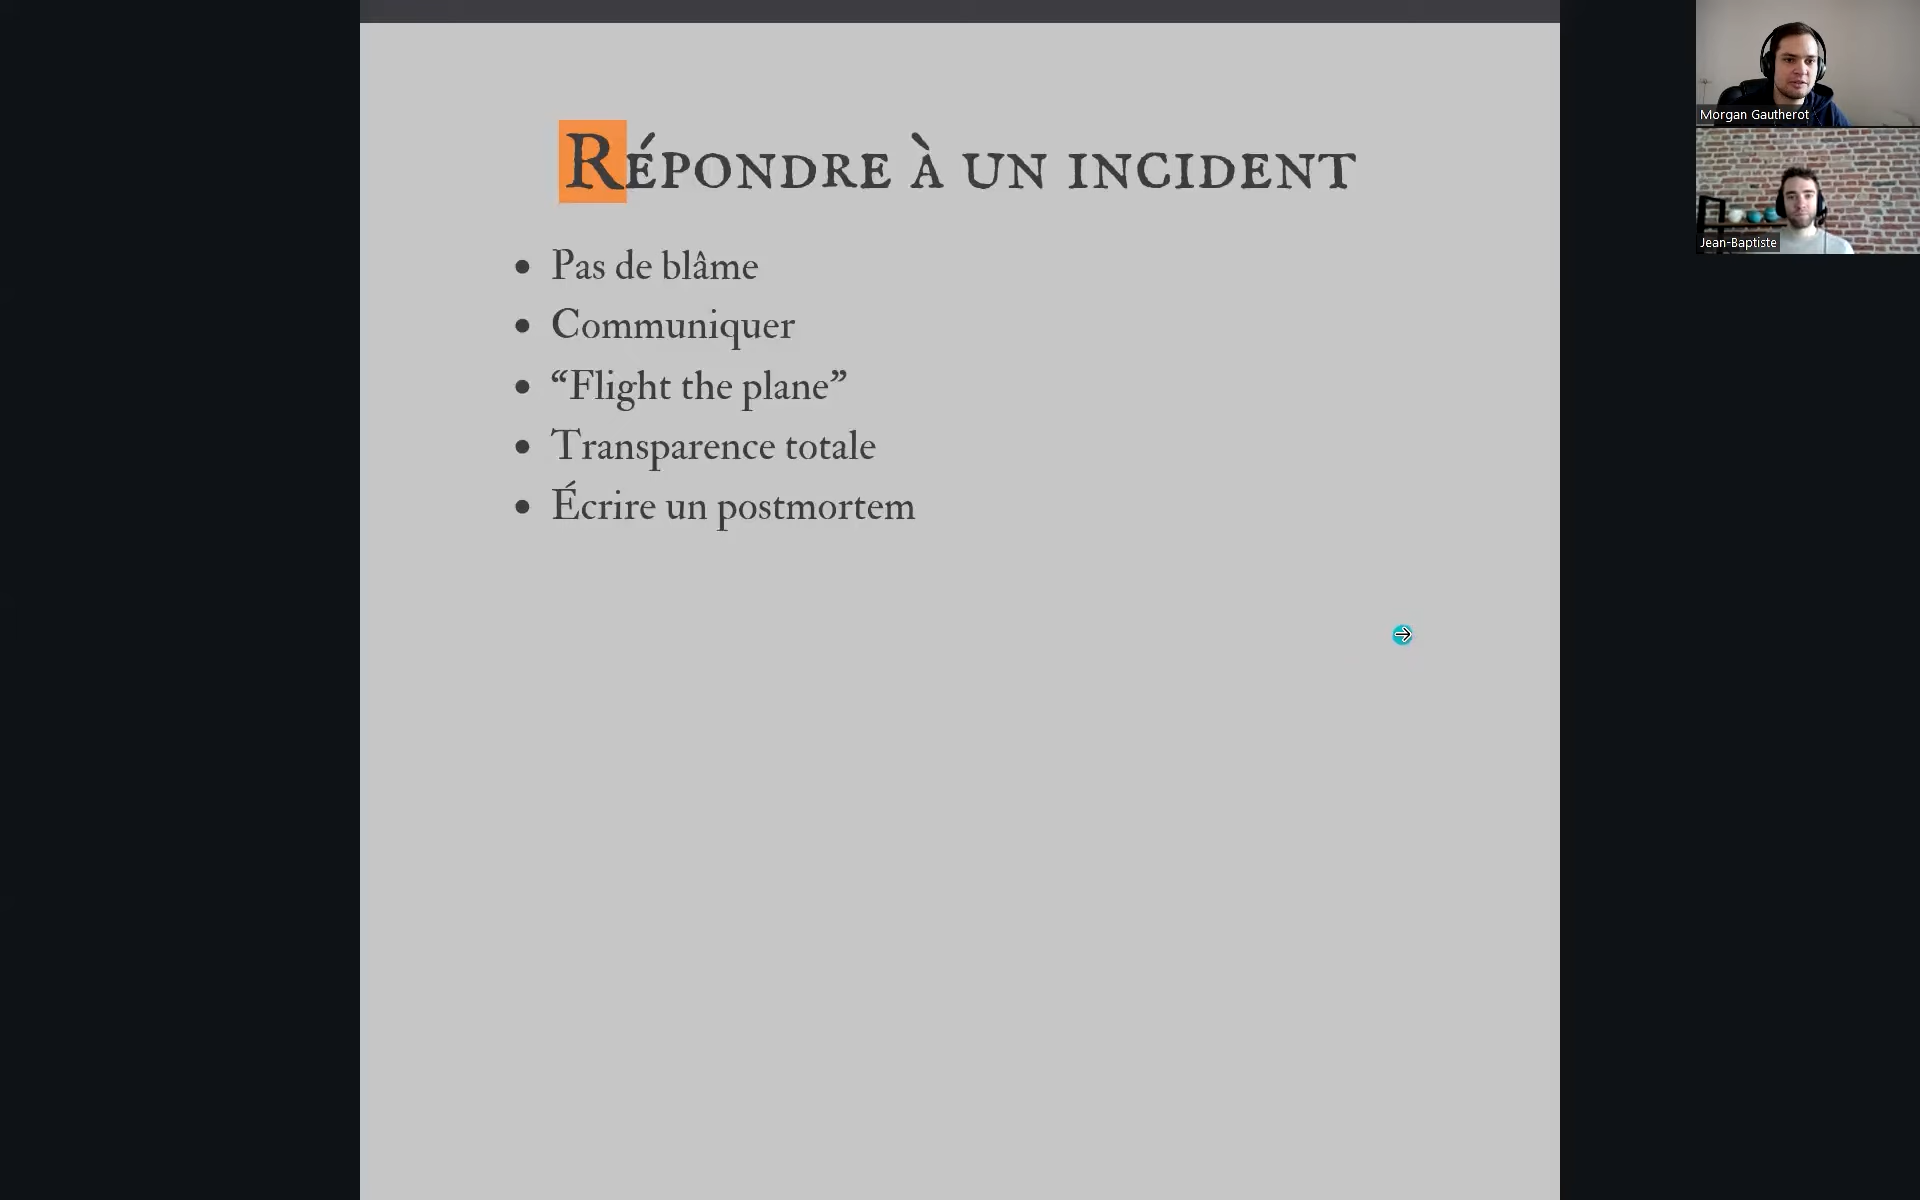 Répondre à un incident
• Pas de blâme
• Communiquer
• “Flight the plane”
• Transparence totale
• Écrire un postmortem
Morgan Gautherot
Jean-Baptiste